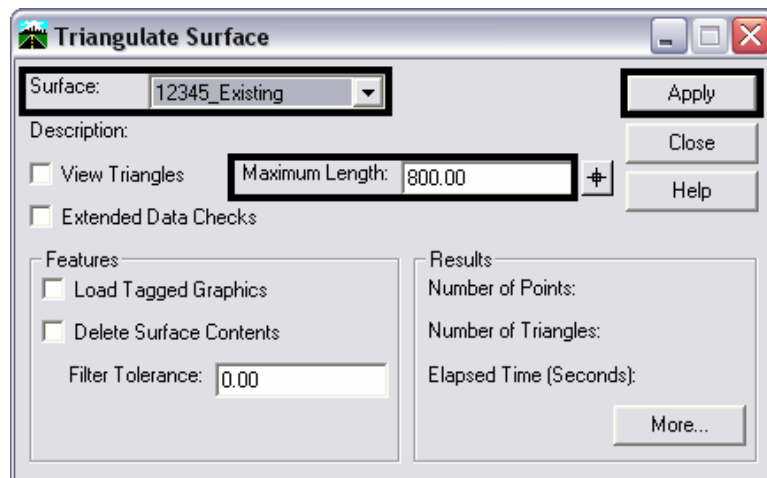 Triangulate Surface
Surface: 12345_Existing
Apply
Description:
Close
View Triangles
Maximum Length: 800.00
Help
Extended Data Checks
Features
Load Tagged Graphics
Delete Surface Contents
Filter Tolerance: 0.00
Results
Number of Points:
Number of Triangles:
Elapsed Time (Seconds):
More...